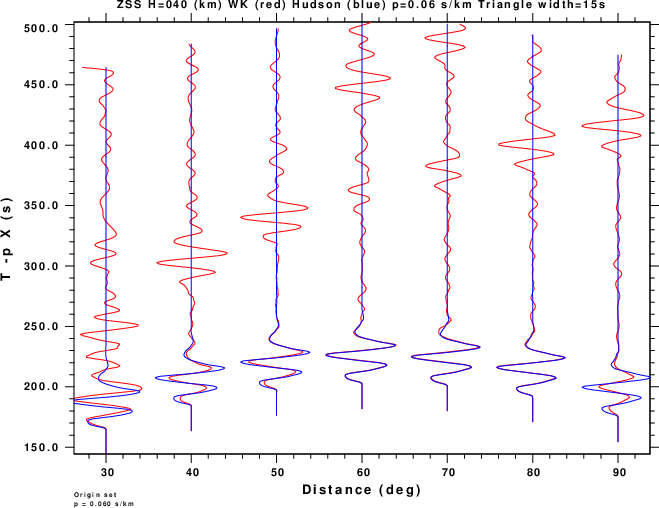 ZSS H=040 (km) WK (red) Hudson (blue) p=0.06 s/km Triangle width=15s
500.0
450.0
400.0
350.0
300.0
250.0
200.0
150.0
T -p X (s)
30 40 50 60 70 80 90
Distance (deg)
Origin set
p = 0.060 s/km